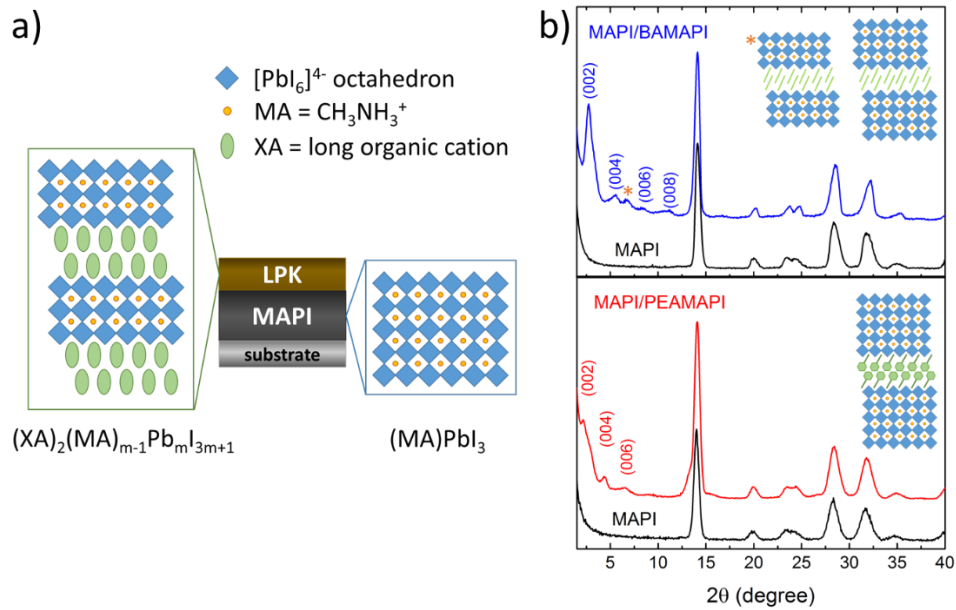 a)
[PbI6]4- octahedron
MA = CH3NH3+
XA = long organic cation
LPK
MAPI
substrate
(XA)2(MA)m-1PbmI3m+1
(MA)PbI3
b)
MAPI/BAMAPI
*
(002)
(004)
*
(006)
(008)
MAPI
MAPI/PEAMAPI
(002)
(004)
(006)
MAPI
5 10 15 20 25 30 35 40
2θ (degree)